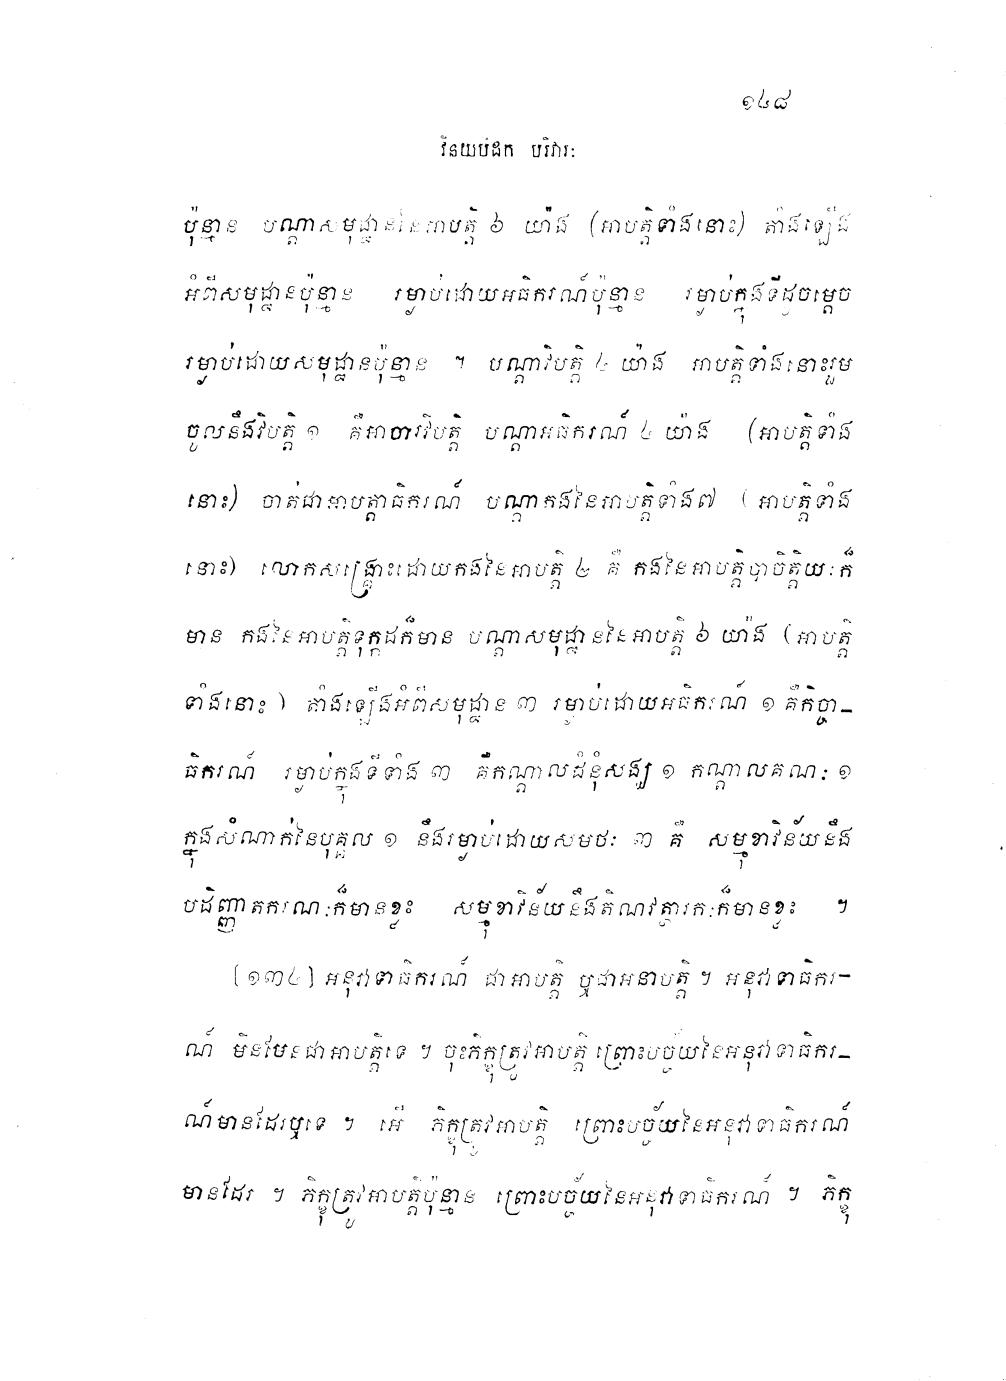 ១៤៨
វិនយបិដក បរិវារៈ
ប៉ុន្មាន បណ្តាសមុដ្ឋាននៃអាបត្តិ ៦ យ៉ាង (អាបត្តិទាំងនោះ) តាំងឡើង
អំពីសមុដ្ឋានប៉ុន្មាន រម្ងាប់ដោយអធិករណ៍ប៉ុន្មាន រម្ងាប់ក្នុងទីដូចម្តេច
រម្ងាប់ដោយសមុដ្ឋានប៉ុន្មាន ។ បណ្តាវិបត្តិ ៤ យ៉ាង អាបត្តិទាំងនោះរួម
ចូលនឹងវិបត្តិ ១ គឺអាចារវិបត្តិ បណ្តាអធិករណ៍ ៤ យ៉ាង (អាបត្តិទាំង
នោះ) ចាត់ជាអាបត្តាធិករណ៍ បណ្តាកងនៃអាបត្តិទាំង៧ (អាបត្តិទាំង
នោះ) លោកសង្គ្រោះដោយកងនៃអាបត្តិ ២ គឺ កងនៃអាបត្តិបាចិត្តិយៈក៏
មាន កងនៃអាបត្តិទុក្កដក៏មាន បណ្តាសមុដ្ឋាននៃអាបត្តិ ៦ យ៉ាង (អាបត្តិ
ទាំងនោះ) តាំងឡើងអំពីសមុដ្ឋាន ៣ រម្ងាប់ដោយអធិករណ៍ ១ គឺកិច្ចា-
ធិករណ៍ រម្ងាប់ក្នុងទីទាំង ៣ គឺកណ្តាលជំនុំសង្ឃ ១ កណ្តាលគណៈ ១
ក្នុងសំណាក់នៃបុគ្គល ១ នឹងរម្ងាប់ដោយសមថៈ ៣ គឺ សម្មុខាវិន័យនឹង
បដិញ្ញាតករណៈក៏មានខ្លះ សម្មុខាវិន័យនឹងតិណវត្ថារកៈក៏មានខ្លះ ។
(១៣៤) អនុវាទាធិករណ៍ ជាអាបត្តិ ឬជាអនាបត្តិ ។ អនុវាទាធិករ-
ណ៍ មិនមែនជាអាបត្តិទេ ។ ចុះភិក្ខុត្រូវអាបត្តិ ព្រោះបច្ច័យនៃអនុវាទាធិករ-
ណ៍មានដែរឬទេ ។ អើ ភិក្ខុត្រូវអាបត្តិ ព្រោះបច្ច័យនៃអនុវាទាធិករណ៍
មានដែរ ។ ភិក្ខុត្រូវអាបត្តិប៉ុន្មាន ព្រោះបច្ច័យនៃអនុវាទាធិករណ៍ ។ ភិក្ខុ